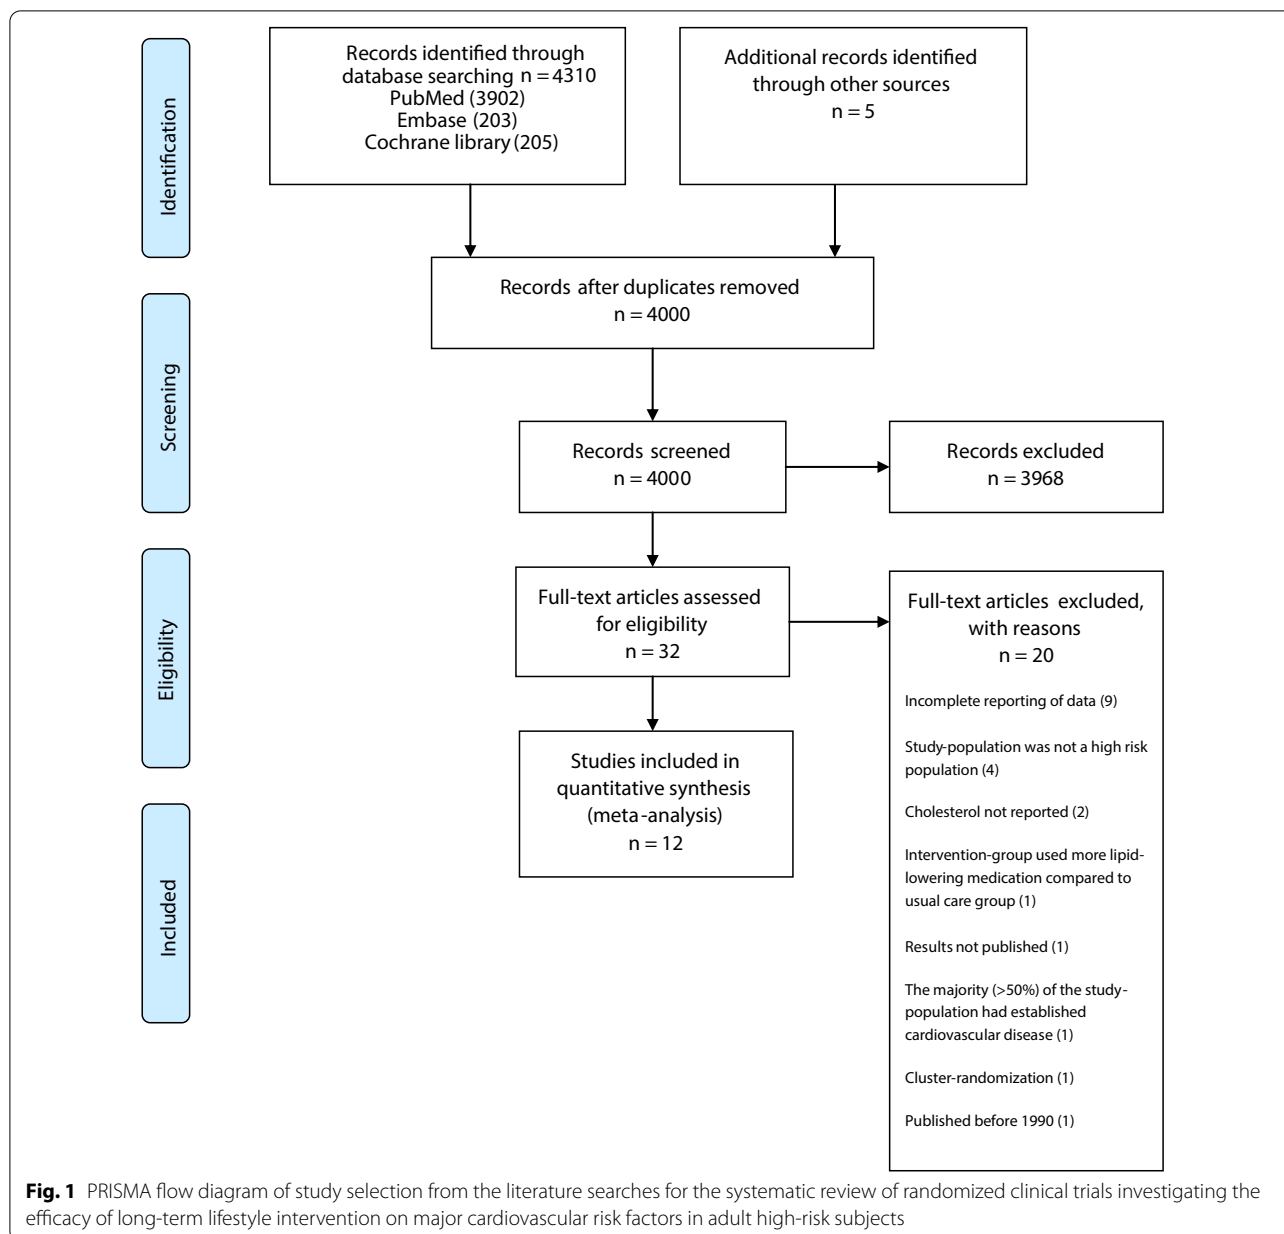 Identification
Records identified through
database searching n = 4310
PubMed (3902)
Embase (203)
Cochrane library (205)
Additional records identified
through other sources
n = 5
Records after duplicates removed
n = 4000
Screening
Records screened
n = 4000
Records excluded
n = 3968
Eligibility
Full-text articles assessed
for eligibility
n = 32
Full-text articles excluded,
with reasons
n = 20
Incomplete reporting of data (9)
Study-population was not a high risk
population (4)
Cholesterol not reported (2)
Intervention-group used more lipid-
lowering medication compared to
usual care group (1)
Results not published (1)
The majority (>50%) of the study-
population had established
cardiovascular disease (1)
Cluster-randomization (1)
Published before 1990 (1)
Included
Studies included in
quantitative synthesis
(meta-analysis)
n = 12
Fig. 1 PRISMA flow diagram of study selection from the literature searches for the systematic review of randomized clinical trials investigating the
efficacy of long-term lifestyle intervention on major cardiovascular risk factors in adult high-risk subjects